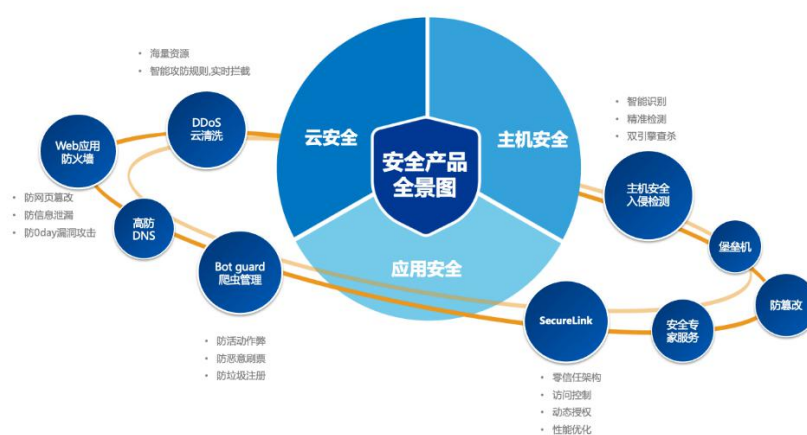 • 海量资源
• 智能攻防规则,实时拦截
DDoS
云清洗
Web应用
防火墙
• 防网页篡改
• 防信息泄漏
• 防0day漏洞攻击
高防
DNS
Bot guard
爬虫管理
• 防活动作弊
• 防恶意刷票
• 防垃圾注册
云安全
主机安全
安全产品
全景图
应用安全
• 智能识别
• 精准检测
• 双引擎查杀
主机安全
入侵检测
堡垒机
防篡改
安全专
家服务
SecureLink
• 零信任架构
• 访问控制
• 动态授权
• 性能优化